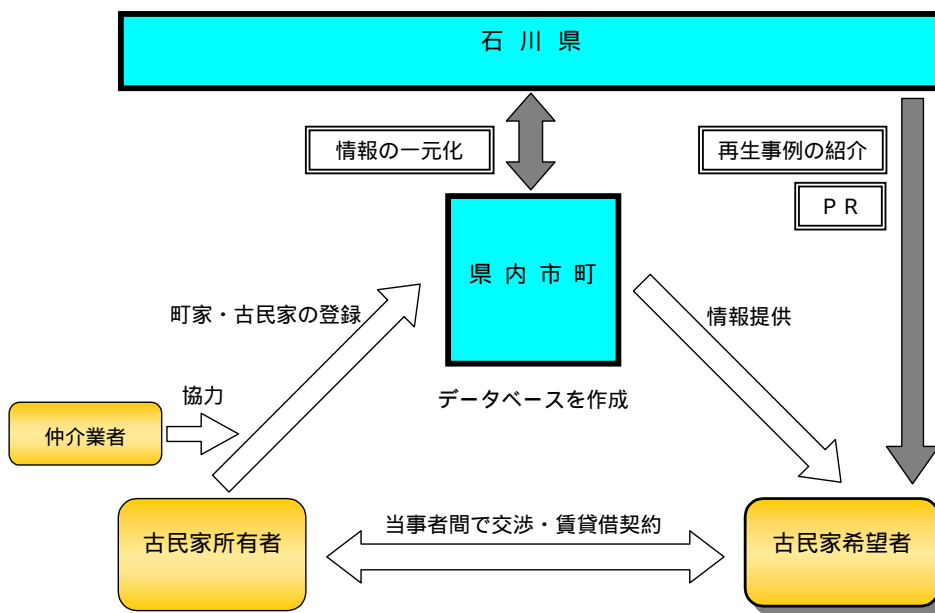 石川県
情報の一元化
再生事例の紹介
ＰＲ
県内市町
町家・古民家の登録
情報提供
協力
データベースを作成
仲介業者
当事者間で交渉・賃貸借契約
古民家所有者
古民家希望者